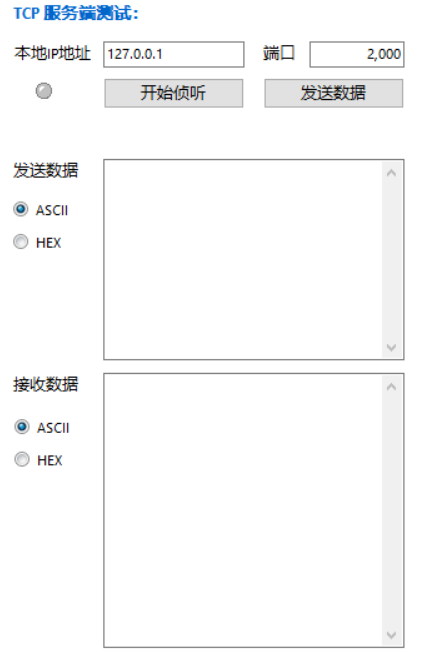 TCP 服务端测试：
本地IP地址 127.0.0.1 端口 2,000
开始侦听 发送数据
发送数据
ASCII
HEX
接收数据
ASCII
HEX